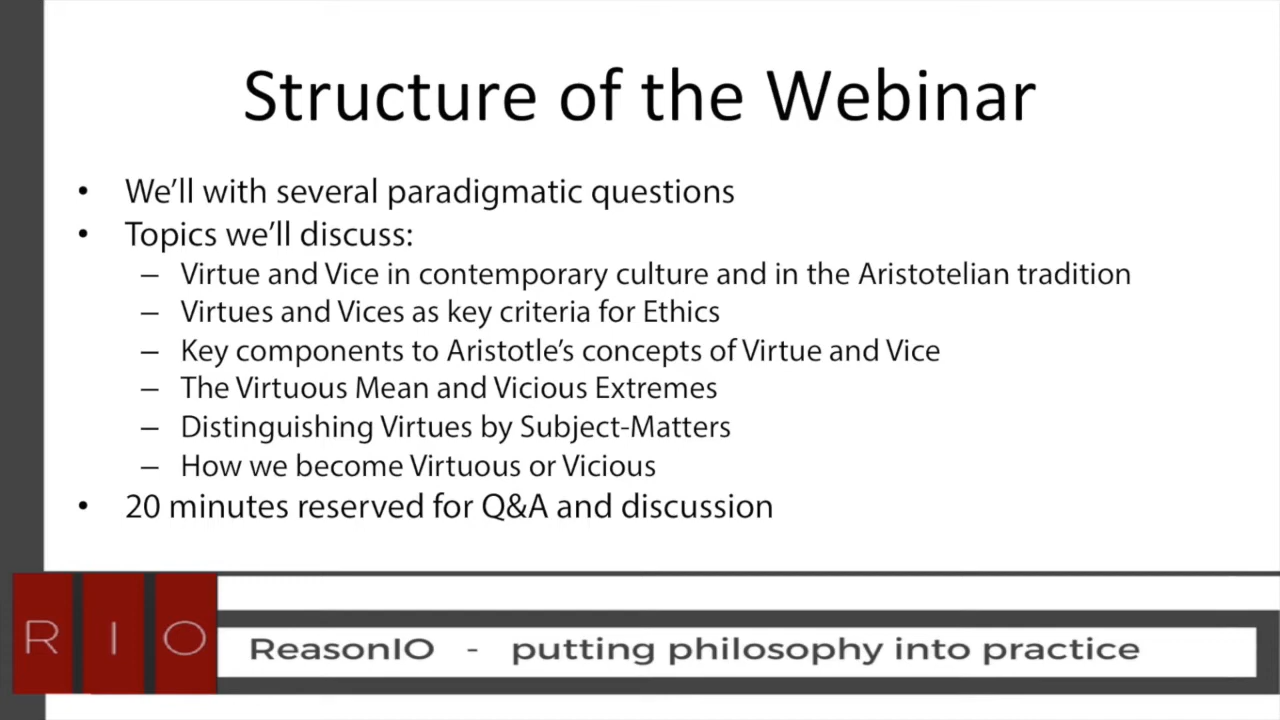 Structure of the Webinar
• We’ll with several paradigmatic questions
• Topics we’ll discuss:
– Virtue and Vice in contemporary culture and in the Aristotelian tradition
– Virtues and Vices as key criteria for Ethics
– Key components to Aristotle’s concepts of Virtue and Vice
– The Virtuous Mean and Vicious Extremes
– Distinguishing Virtues by Subject-Matters
– How we become Virtuous or Vicious
• 20 minutes reserved for Q&A and discussion
R I O
ReasonIO - putting philosophy into practice